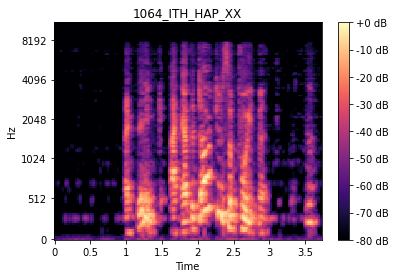 1064_ITH_HAP_XX
8192
4096
2048
1024
512
0
Hz
0 0.5 1 1.5 2 2.5 3 3.5
Time
+0 dB
-10 dB
-20 dB
-30 dB
-40 dB
-50 dB
-60 dB
-70 dB
-80 dB